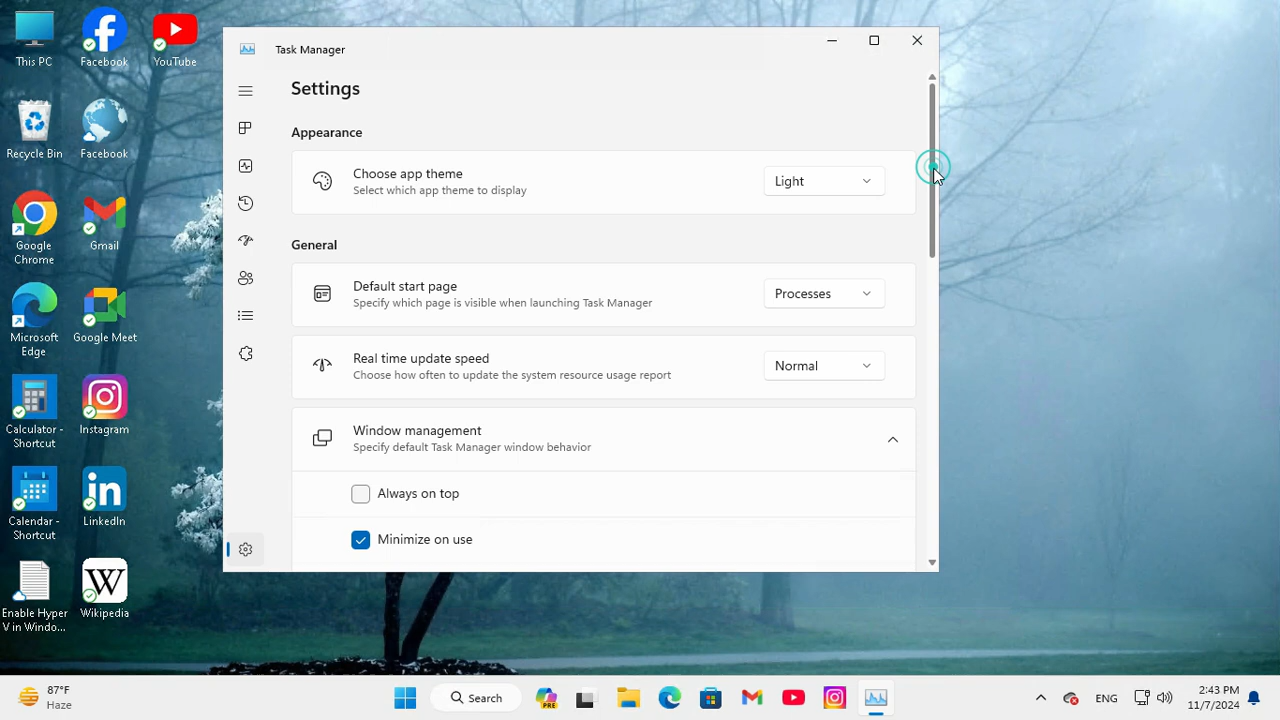 This PC
Facebook
YouTube
Recycle Bin
Facebook
Google
Chrome
Gmail
Microsoft
Edge
Google Meet
Calculator -
Shortcut
Instagram
Calendar -
Shortcut
LinkedIn
Enable Hyper
V in Windo...
Wikipedia
Task Manager
Settings
Appearance
Choose app theme
Select which app theme to display
Light
General
Default start page
Specify which page is visible when launching Task Manager
Processes
Real time update speed
Choose how often to update the system resource usage report
Normal
Window management
Specify default Task Manager window behavior
Always on top
Minimize on use
87°F
Haze
Search
PRE
ENG
2:43 PM
11/7/2024